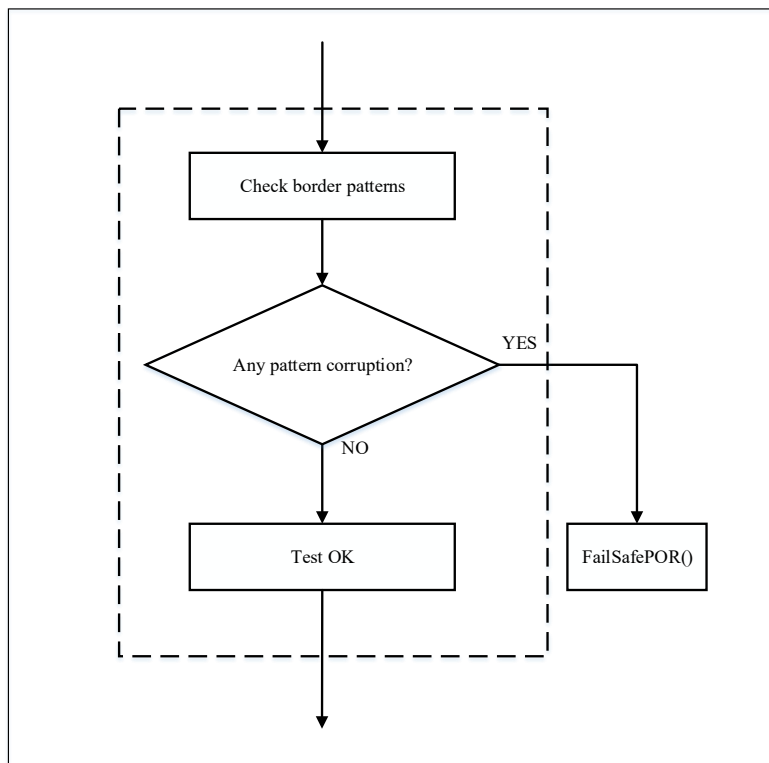 Check border patterns
Any pattern corruption?
YES
NO
Test OK
FailSafePOR()